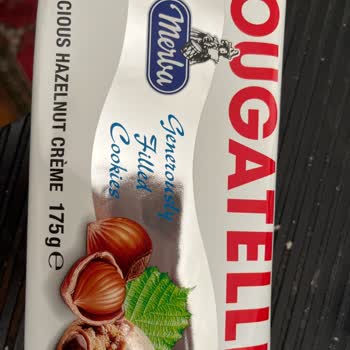 OUGATELL
Merba
Generously
Filled
Cookies
CIOUS HAZELNUT CRÈME 175g ℮